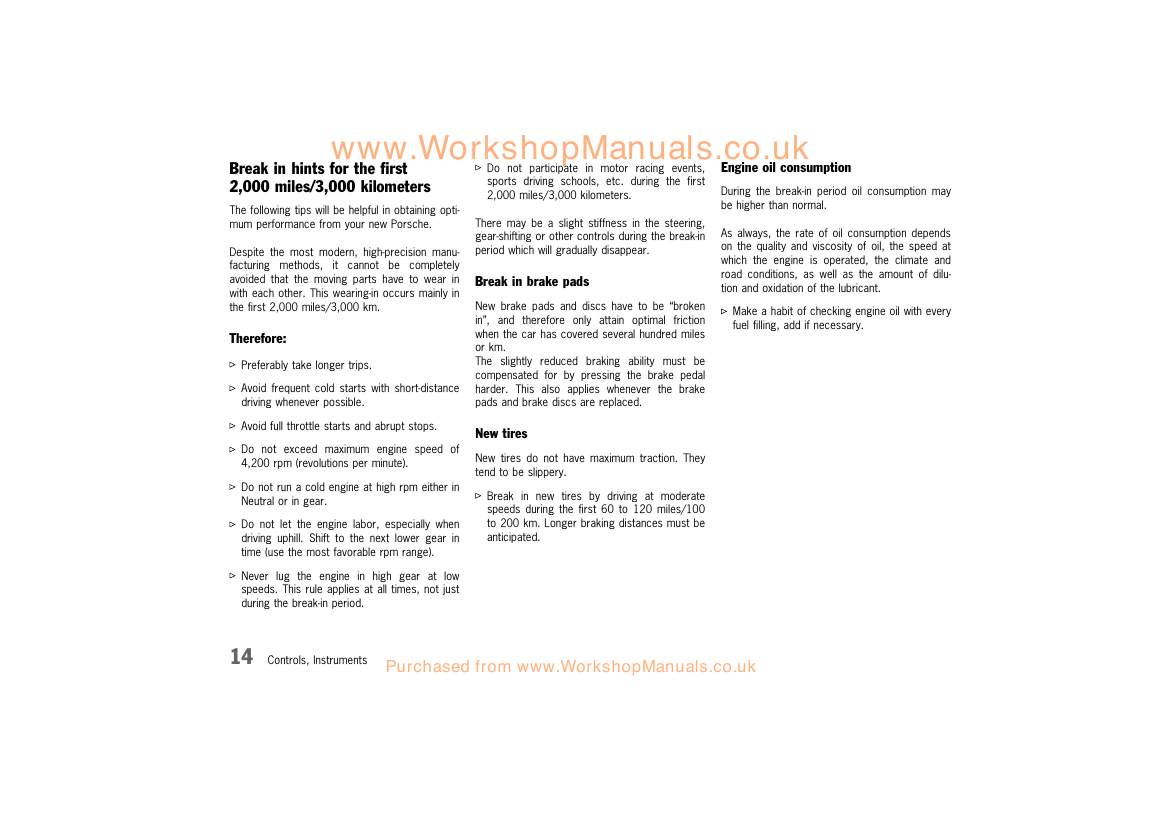 www.WorkshopManuals.co.uk
Break in hints for the first
2,000 miles/3,000 kilometers
The following tips will be helpful in obtaining opti-
mum performance from your new Porsche.
Despite the most modern, high-precision manu-
facturing methods, it cannot be completely
avoided that the moving parts have to wear in
with each other. This wearing-in occurs mainly in
the first 2,000 miles/3,000 km.
Therefore:
▷ Preferably take longer trips.
▷ Avoid frequent cold starts with short-distance
driving whenever possible.
▷ Avoid full throttle starts and abrupt stops.
▷ Do not exceed maximum engine speed of
4,200 rpm (revolutions per minute).
▷ Do not run a cold engine at high rpm either in
Neutral or in gear.
▷ Do not let the engine labor, especially when
driving uphill. Shift to the next lower gear in
time (use the most favorable rpm range).
▷ Never lug the engine in high gear at low
speeds. This rule applies at all times, not just
during the break-in period.
▷ Do not participate in motor racing events,
sports driving schools, etc. during the first
2,000 miles/3,000 kilometers.
There may be a slight stiffness in the steering,
gear-shifting or other controls during the break-in
period which will gradually disappear.
Break in brake pads
New brake pads and discs have to be “broken
in”, and therefore only attain optimal friction
when the car has covered several hundred miles
or km.
The slightly reduced braking ability must be
compensated for by pressing the brake pedal
harder. This also applies whenever the brake
pads and brake discs are replaced.
New tires
New tires do not have maximum traction. They
tend to be slippery.
▷ Break in new tires by driving at moderate
speeds during the first 60 to 120 miles/100
to 200 km. Longer braking distances must be
anticipated.
Engine oil consumption
During the break-in period oil consumption may
be higher than normal.
As always, the rate of oil consumption depends
on the quality and viscosity of oil, the speed at
which the engine is operated, the climate and
road conditions, as well as the amount of dilu-
tion and oxidation of the lubricant.
▷ Make a habit of checking engine oil with every
fuel filling, add if necessary.
14 Controls, Instruments
Purchased from www.WorkshopManuals.co.uk